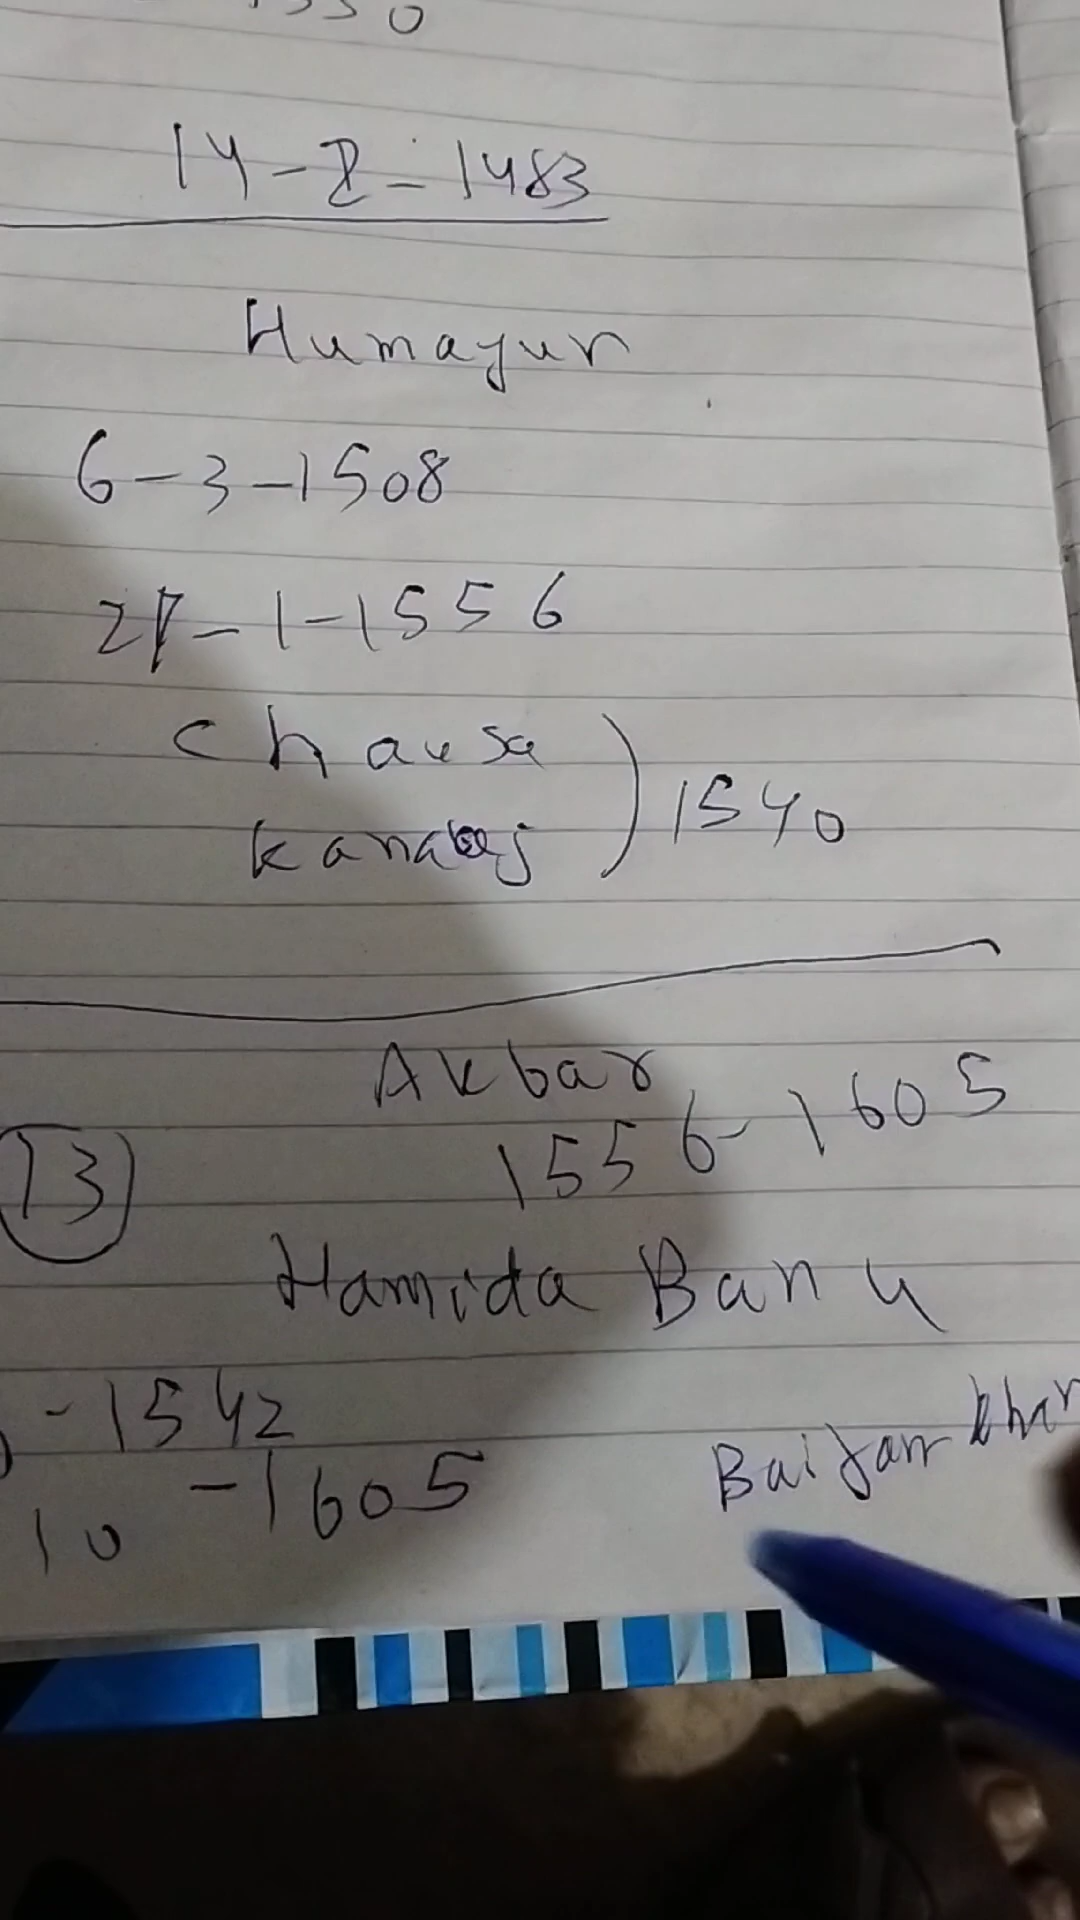 14-2-1483
Humayun
6-3-1508
27-1-1556
Chausa
kanauj
) 1540
Akbar
1556-1605
13
Hamida Banu
-1542
-1605
10
Bairam khan